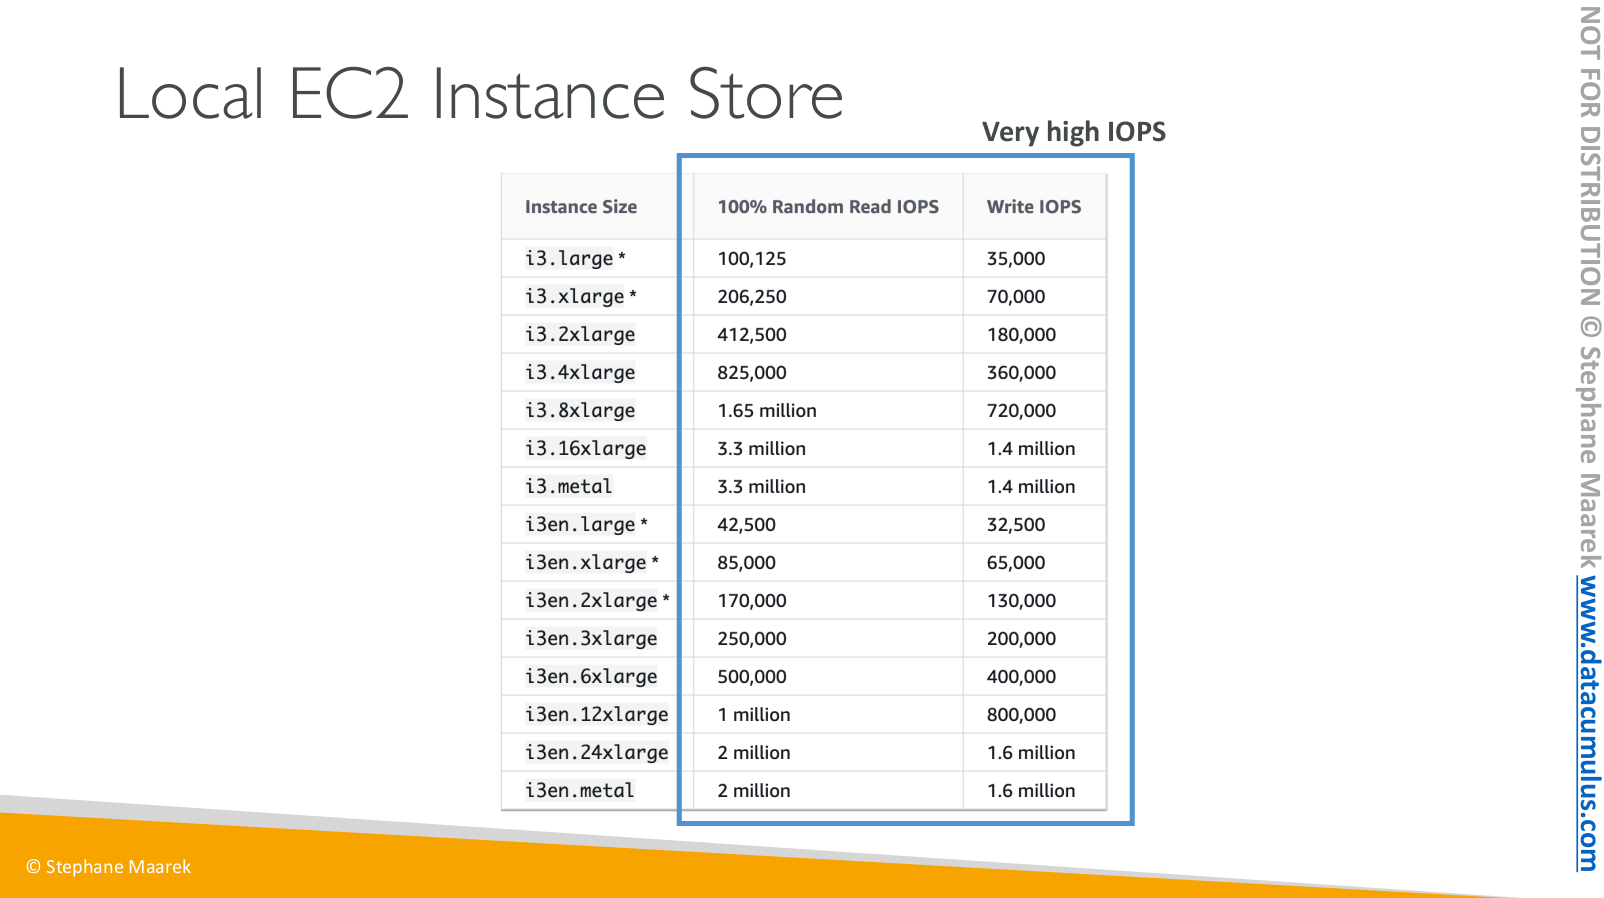 Local EC2 Instance Store
Very high IOPS
Instance Size 100% Random Read IOPS Write IOPS
i3.large * 100,125 35,000
i3.xlarge * 206,250 70,000
i3.2xlarge 412,500 180,000
i3.4xlarge 825,000 360,000
i3.8xlarge 1.65 million 720,000
i3.16xlarge 3.3 million 1.4 million
i3.metal 3.3 million 1.4 million
i3en.large * 42,500 32,500
i3en.xlarge * 85,000 65,000
i3en.2xlarge * 170,000 130,000
i3en.3xlarge 250,000 200,000
i3en.6xlarge 500,000 400,000
i3en.12xlarge 1 million 800,000
i3en.24xlarge 2 million 1.6 million
i3en.metal 2 million 1.6 million
© Stephane Maarek
NOT FOR DISTRIBUTION © Stephane Maarek www.datacumulus.com